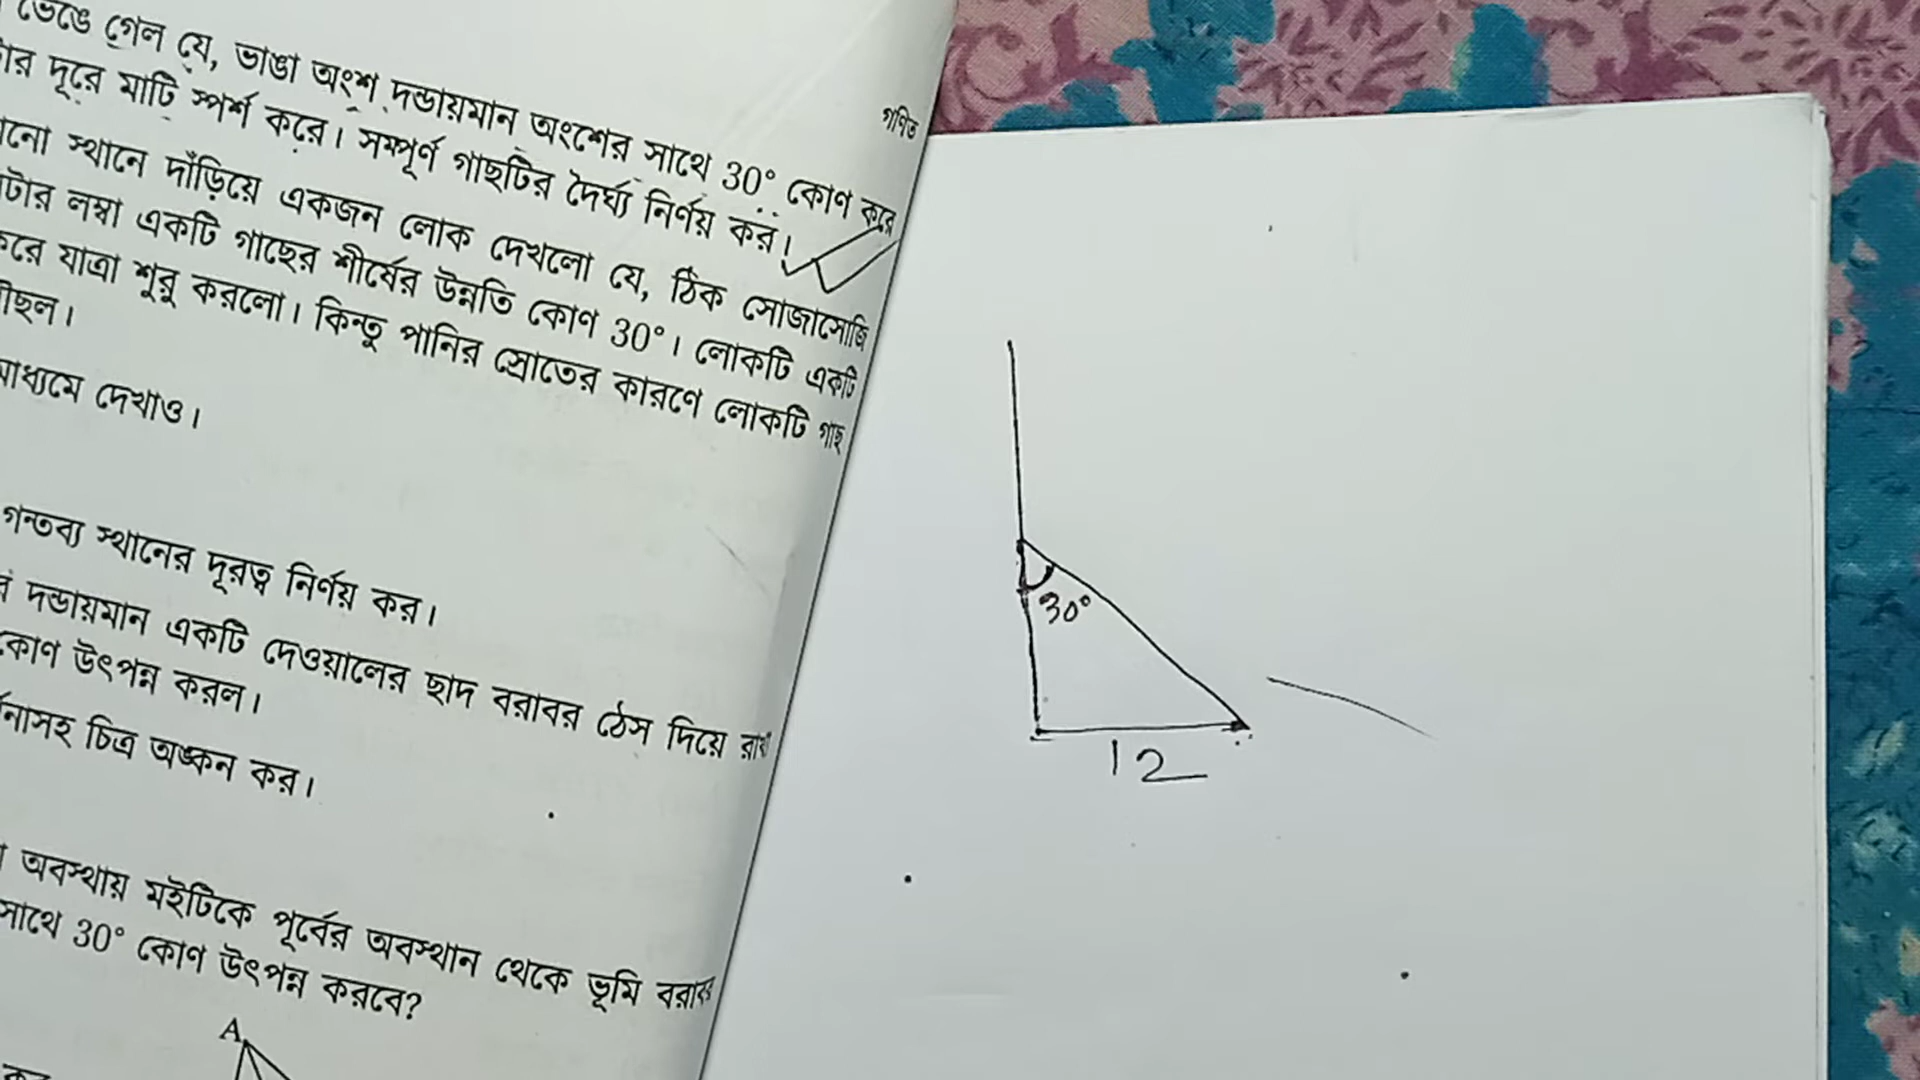 ভেঙে গেল যে, ভাঙা অংশ দন্ডায়মান অংশের সাথে 30° কোণ করে
দূরে মাটি স্পর্শ করে। সম্পূর্ণ গাছটির দৈর্ঘ্য নির্ণয় কর।
স্থানে দাঁড়িয়ে একজন লোক দেখলো যে, ঠিক সোজাসোজি
লম্বা একটি গাছের শীর্ষের উন্নতি কোণ 30°। লোকটি একটি
করে যাত্রা শুরু করলো। কিন্তু পানির স্রোতের কারণে লোকটি গাছ
মাধ্যমে দেখাও।
গন্তব্য স্থানের দূরত্ব নির্ণয় কর।
দন্ডায়মান একটি দেওয়ালের ছাদ বরাবর ঠেস দিয়ে
কোণ উৎপন্ন করল।
চিত্র অঙ্কন কর।
অবস্থায় মইটিকে পূর্বের অবস্থান থেকে ভূমি বরাবর
সাথে 30° কোণ উৎপন্ন করবে?
A
গণিত
30°
12